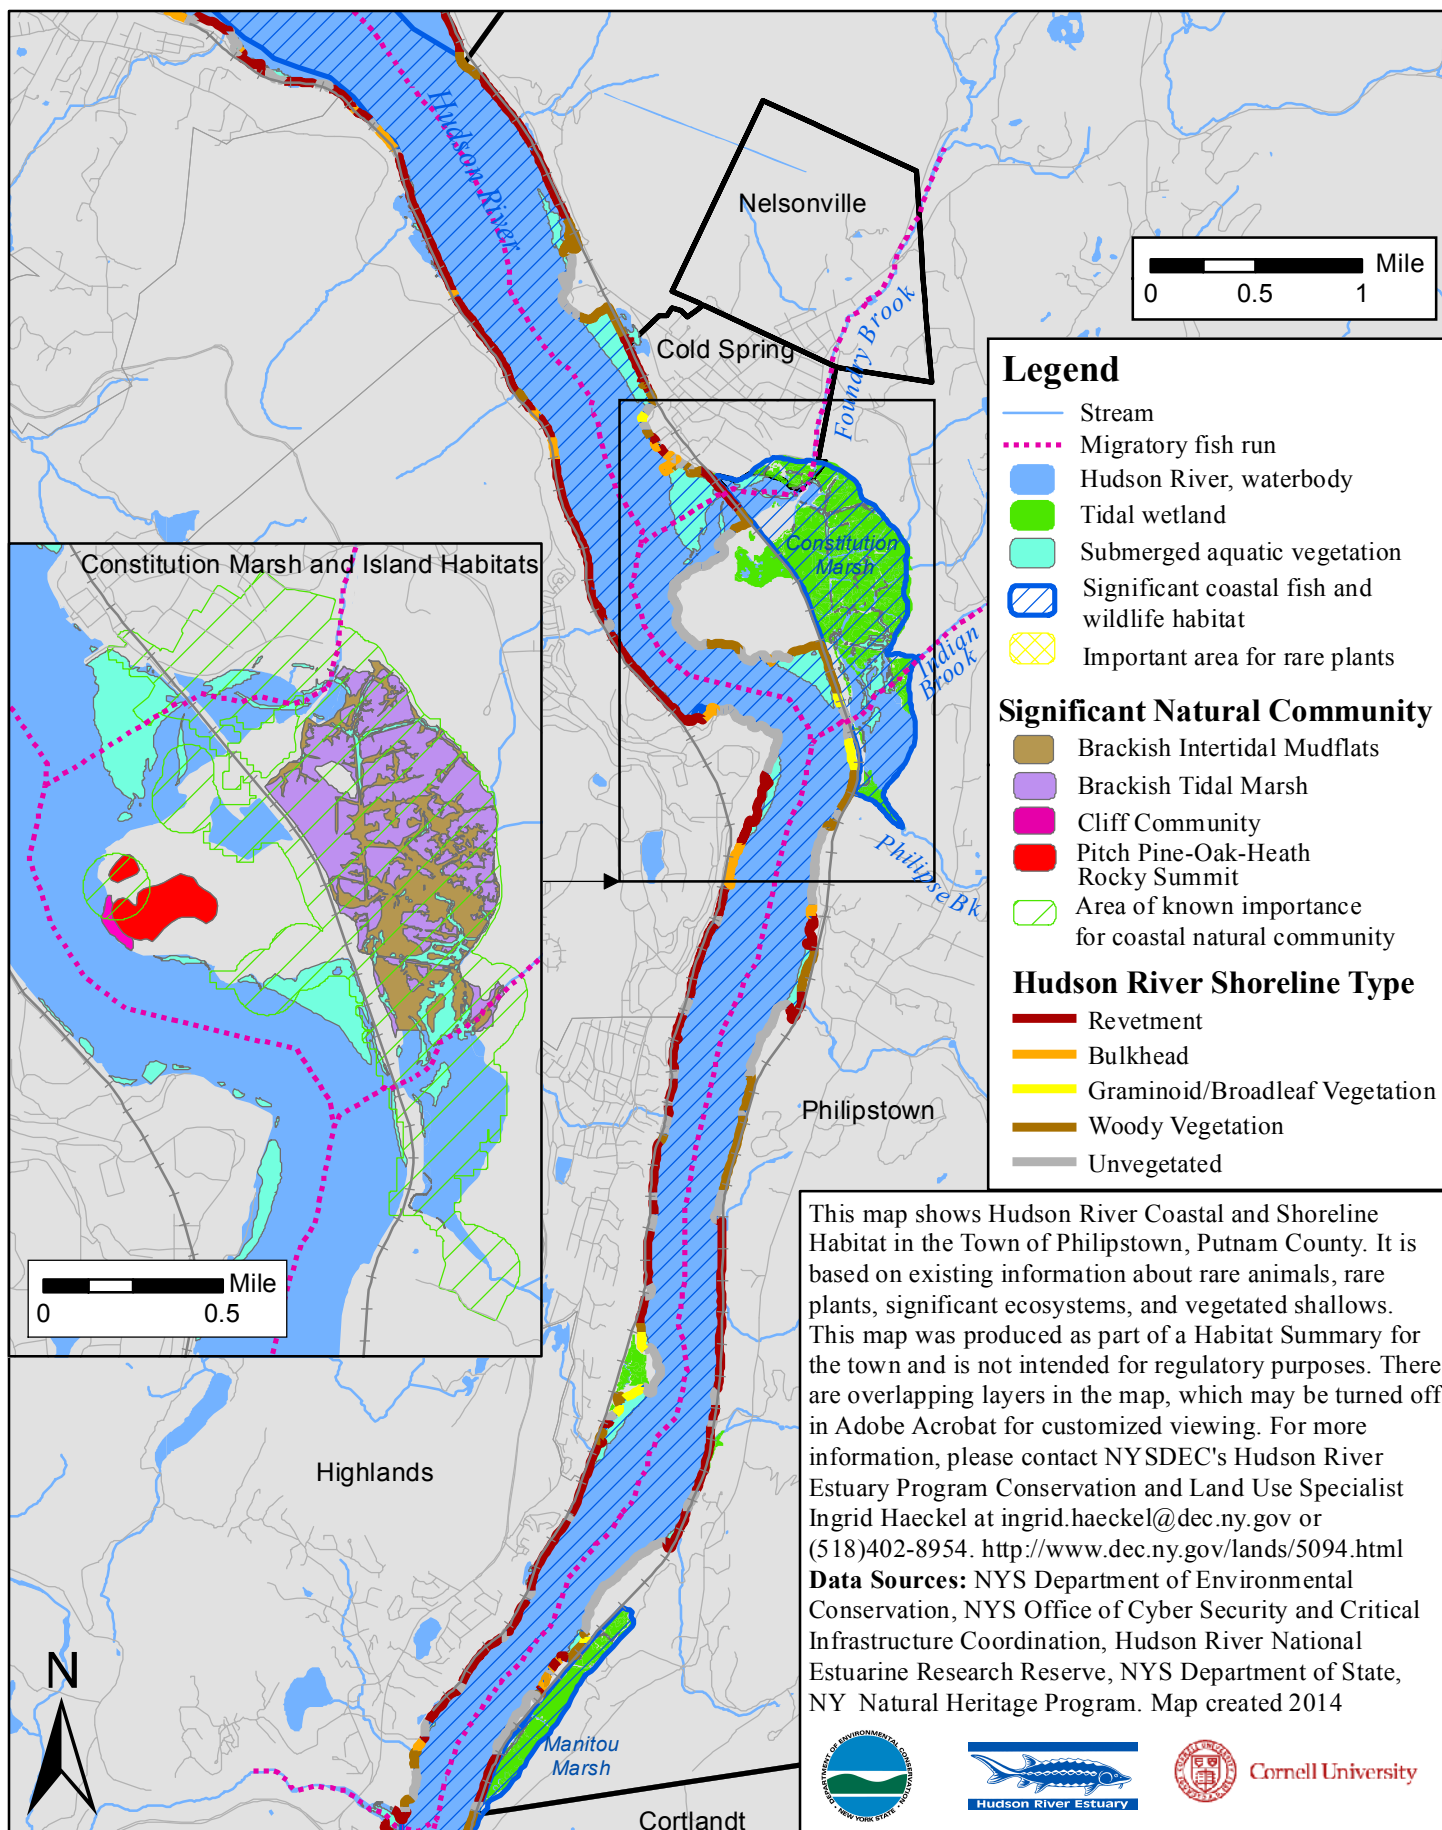 Hudson River
Nelsonville
Mile
0 0.5 1
Foundry Brook
Cold Spring
Constitution
Marsh
Indian
Brook
Philipse Bk
Philipstown
Highlands
Manitou
Marsh
Cortlandt
N
Constitution Marsh and Island Habitats
Mile
0 0.5
Legend
Stream
Migratory fish run
Hudson River, waterbody
Tidal wetland
Submerged aquatic vegetation
Significant coastal fish and
wildlife habitat
Important area for rare plants
Significant Natural Community
Brackish Intertidal Mudflats
Brackish Tidal Marsh
Cliff Community
Pitch Pine-Oak-Heath
Rocky Summit
Area of known importance
for coastal natural community
Hudson River Shoreline Type
Revetment
Bulkhead
Graminoid/Broadleaf Vegetation
Woody Vegetation
Unvegetated
This map shows Hudson River Coastal and Shoreline
Habitat in the Town of Philipstown, Putnam County. It is
based on existing information about rare animals, rare
plants, significant ecosystems, and vegetated shallows.
This map was produced as part of a Habitat Summary for
the town and is not intended for regulatory purposes. There
are overlapping layers in the map, which may be turned off
in Adobe Acrobat for customized viewing. For more
information, please contact NYSDEC's Hudson River
Estuary Program Conservation and Land Use Specialist
Ingrid Haeckel at ingrid.haeckel@dec.ny.gov or
(518)402-8954. http://www.dec.ny.gov/lands/5094.html
Data Sources: NYS Department of Environmental
Conservation, NYS Office of Cyber Security and Critical
Infrastructure Coordination, Hudson River National
Estuarine Research Reserve, NYS Department of State,
NY Natural Heritage Program. Map created 2014
DEPARTMENT OF ENVIRONMENTAL CONSERVATION
NEW YORK STATE
Hudson River Estuary
Cornell University